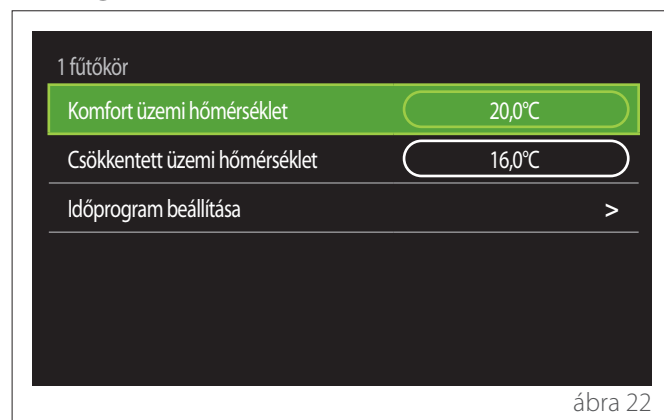 1 fűtőkör
Komfort üzemi hőmérséklet 20,0°C
Csökkentett üzemi hőmérséklet 16,0°C
Időprogram beállítása >
ábra 22